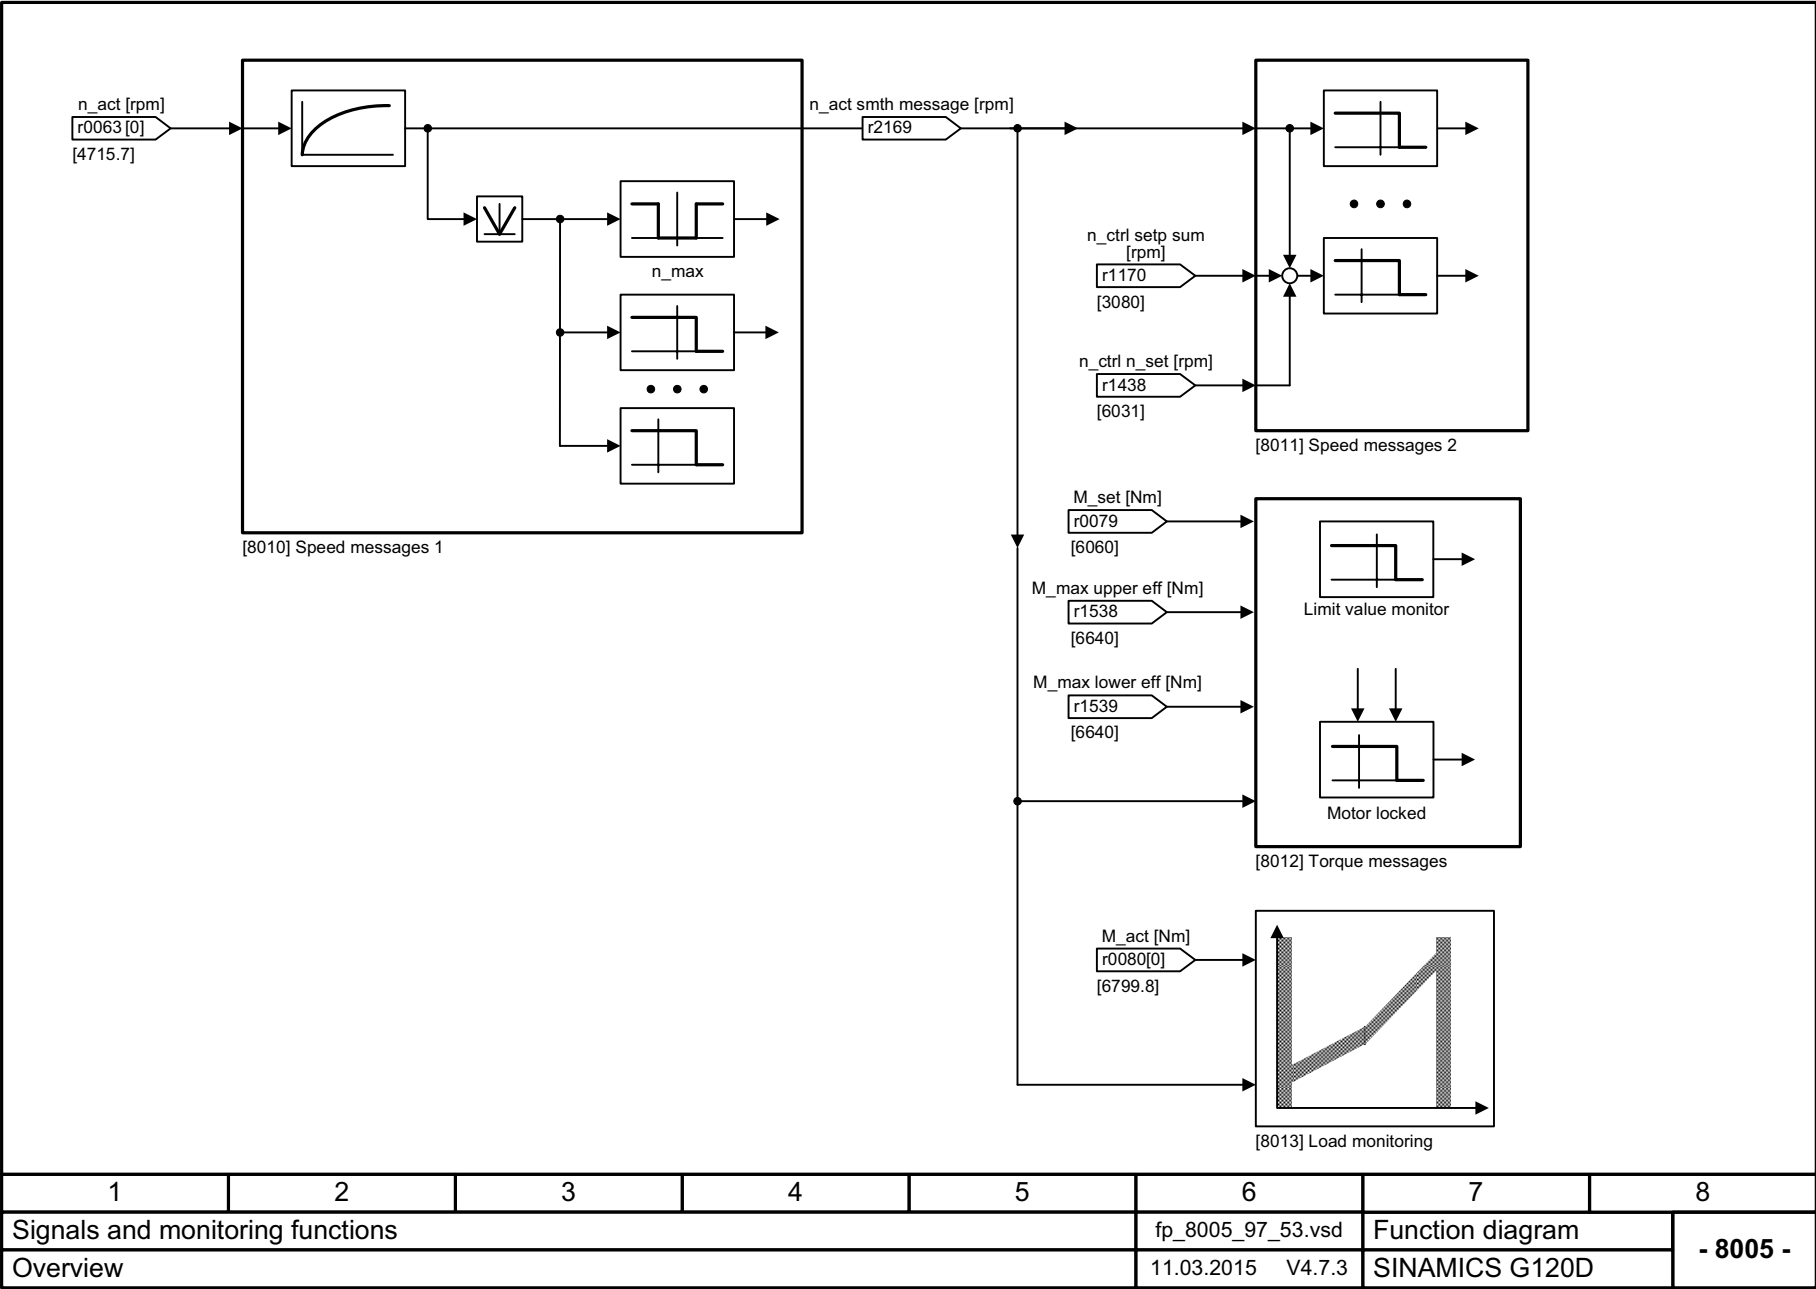 n_act [rpm]
r0063 [0]
[4715.7]
n_max
[8010] Speed messages 1
n_act smth message [rpm]
r2169
n_ctrl setp sum
[rpm]
r1170
[3080]
n_ctrl n_set [rpm]
r1438
[6031]
[8011] Speed messages 2
M_set [Nm]
r0079
[6060]
M_max upper eff [Nm]
r1538
[6640]
M_max lower eff [Nm]
r1539
[6640]
Limit value monitor
Motor locked
[8012] Torque messages
M_act [Nm]
r0080[0]
[6799.8]
[8013] Load monitoring
1 2 3 4 5 6 7 8
Signals and monitoring functions
fp_8005_97_53.vsd
Function diagram
- 8005 -
Overview
11.03.2015 V4.7.3
SINAMICS G120D